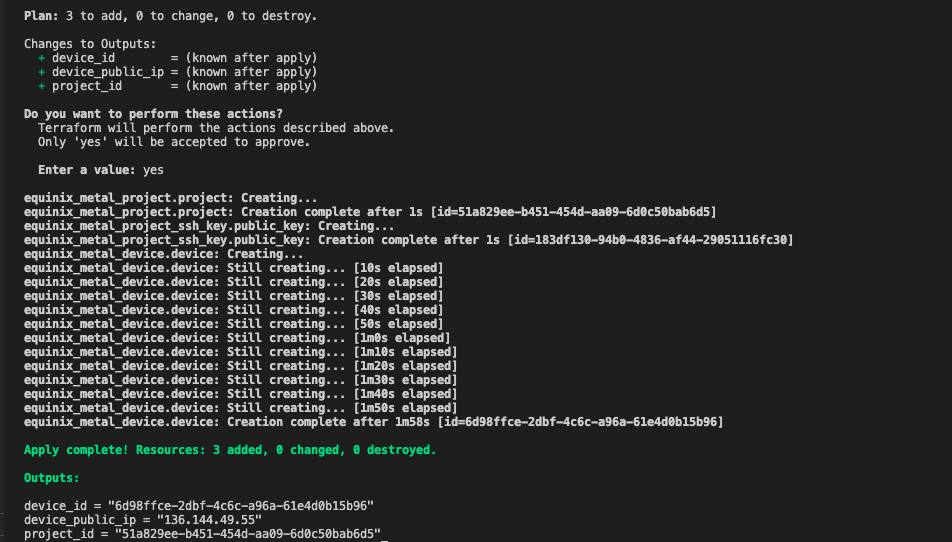 Plan: 3 to add, 0 to change, 0 to destroy.
Changes to Outputs:
+ device_id = (known after apply)
+ device_public_ip = (known after apply)
+ project_id = (known after apply)
Do you want to perform these actions?
Terraform will perform the actions described above.
Only 'yes' will be accepted to approve.
Enter a value: yes
equinix_metal_project.project: Creating...
equinix_metal_project.project: Creation complete after 1s [id=51a829ee-b451-454d-aa09-6d0c50bab6d5]
equinix_metal_project_ssh_key.public_key: Creating...
equinix_metal_project_ssh_key.public_key: Creation complete after 1s [id=183df130-94b0-4836-af44-29051116fc30]
equinix_metal_device.device: Creating...
equinix_metal_device.device: Still creating... [10s elapsed]
equinix_metal_device.device: Still creating... [20s elapsed]
equinix_metal_device.device: Still creating... [30s elapsed]
equinix_metal_device.device: Still creating... [40s elapsed]
equinix_metal_device.device: Still creating... [50s elapsed]
equinix_metal_device.device: Still creating... [1m0s elapsed]
equinix_metal_device.device: Still creating... [1m10s elapsed]
equinix_metal_device.device: Still creating... [1m20s elapsed]
equinix_metal_device.device: Still creating... [1m30s elapsed]
equinix_metal_device.device: Still creating... [1m40s elapsed]
equinix_metal_device.device: Still creating... [1m50s elapsed]
equinix_metal_device.device: Creation complete after 1m58s [id=6d98ffce-2dbf-4c6c-a96a-61e4d0b15b96]
Apply complete! Resources: 3 added, 0 changed, 0 destroyed.
Outputs:
device_id = "6d98ffce-2dbf-4c6c-a96a-61e4d0b15b96"
device_public_ip = "136.144.49.55"
project_id = "51a829ee-b451-454d-aa09-6d0c50bab6d5"